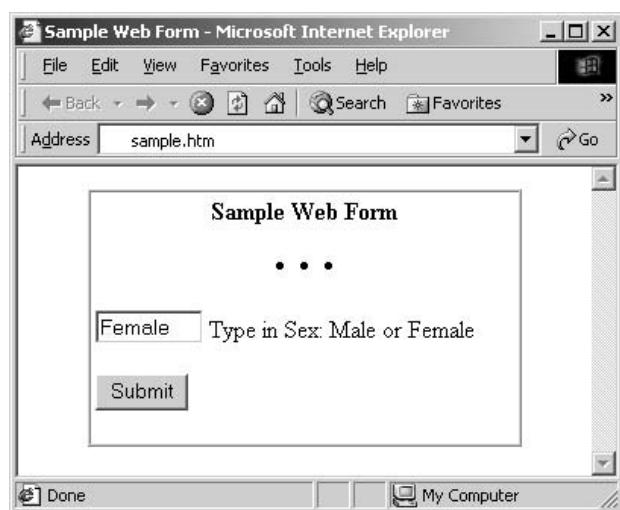 Sample Web Form - Microsoft Internet Explorer
File Edit View Favorites Tools Help
Back Search Favorites »
Address sample.htm Go
Sample Web Form
• • •
Female Type in Sex: Male or Female
Submit
Done My Computer